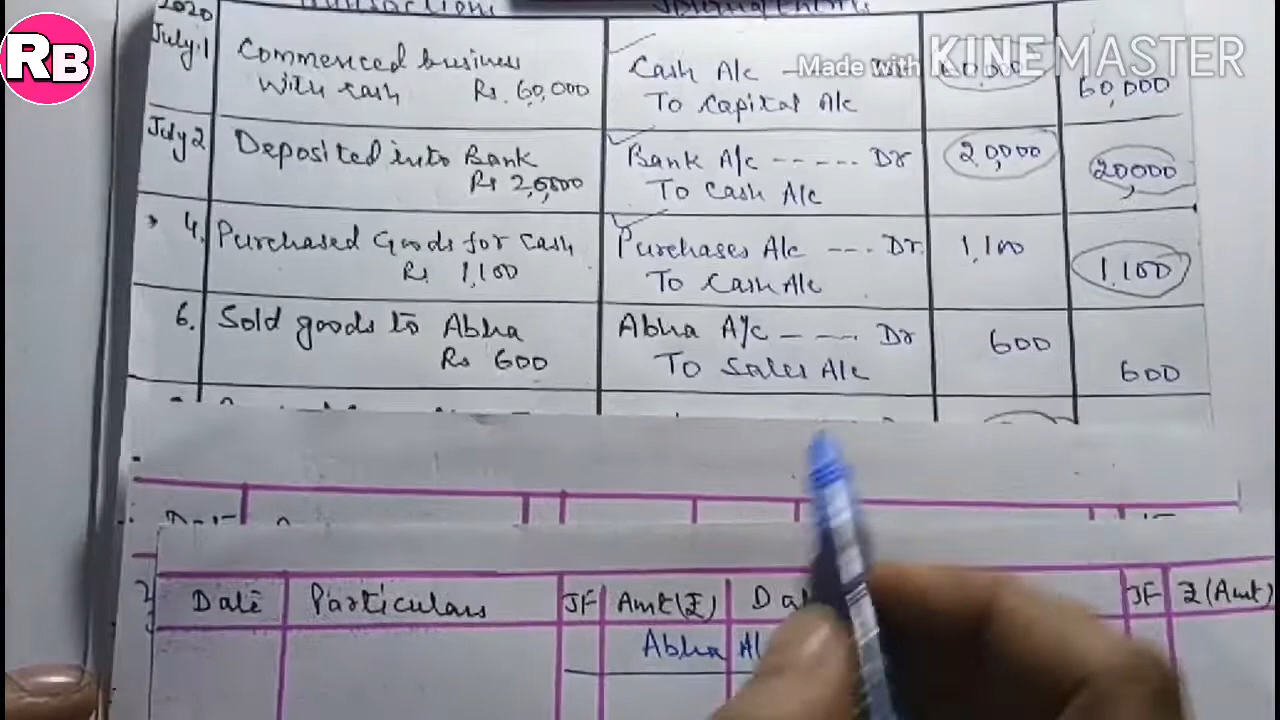 RB
Made with KINEMASTER
2020
July.1
Commenced business
with cash Rs. 60,000
Cash A/c
To Capital A/c
60,000
July 2
Deposited into Bank
Rs 20,000
Bank A/c ----- Dr
To Cash A/c
20,000
20,000
4. Purchased Goods for Cash
Rs 1,100
Purchases A/c --- Dr.
To Cash A/c
1,100
1,100
6. Sold goods to Abha
Rs 600
Abha A/c ---- Dr
To Sales A/c
600
600
Date Particulars JF Amt(₹) JF ₹(Amt)
Abha